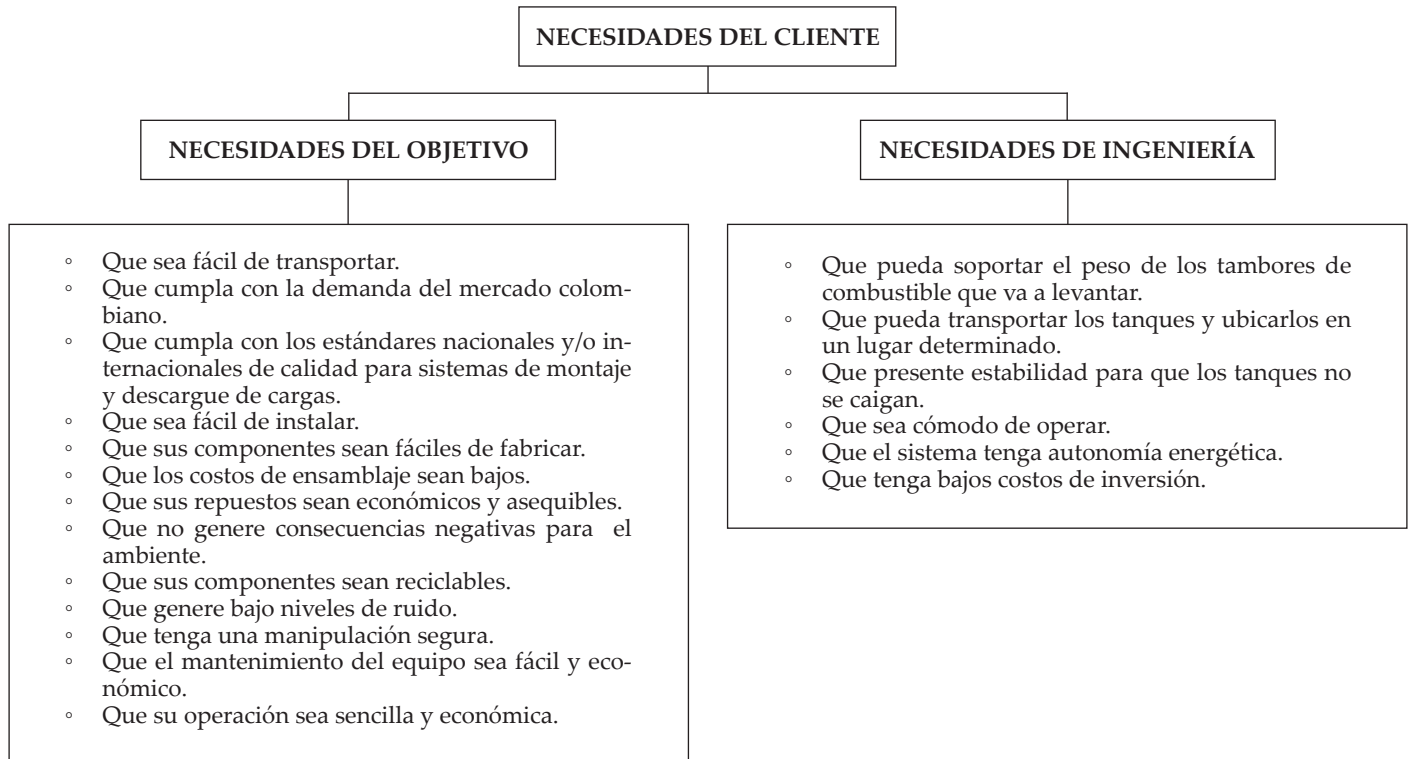 NECESIDADES DEL CLIENTE
NECESIDADES DEL OBJETIVO
◦ Que sea fácil de transportar.
◦ Que cumpla con la demanda del mercado colom-
biano.
◦ Que cumpla con los estándares nacionales y/o in-
ternacionales de calidad para sistemas de montaje
y descargue de cargas.
◦ Que sea fácil de instalar.
◦ Que sus componentes sean fáciles de fabricar.
◦ Que los costos de ensamblaje sean bajos.
◦ Que sus repuestos sean económicos y asequibles.
◦ Que no genere consecuencias negativas para el
ambiente.
◦ Que sus componentes sean reciclables.
◦ Que genere bajo niveles de ruido.
◦ Que tenga una manipulación segura.
◦ Que el mantenimiento del equipo sea fácil y eco-
nómico.
◦ Que su operación sea sencilla y económica.
NECESIDADES DE INGENIERÍA
◦ Que pueda soportar el peso de los tambores de
combustible que va a levantar.
◦ Que pueda transportar los tanques y ubicarlos en
un lugar determinado.
◦ Que presente estabilidad para que los tanques no
se caigan.
◦ Que sea cómodo de operar.
◦ Que el sistema tenga autonomía energética.
◦ Que tenga bajos costos de inversión.